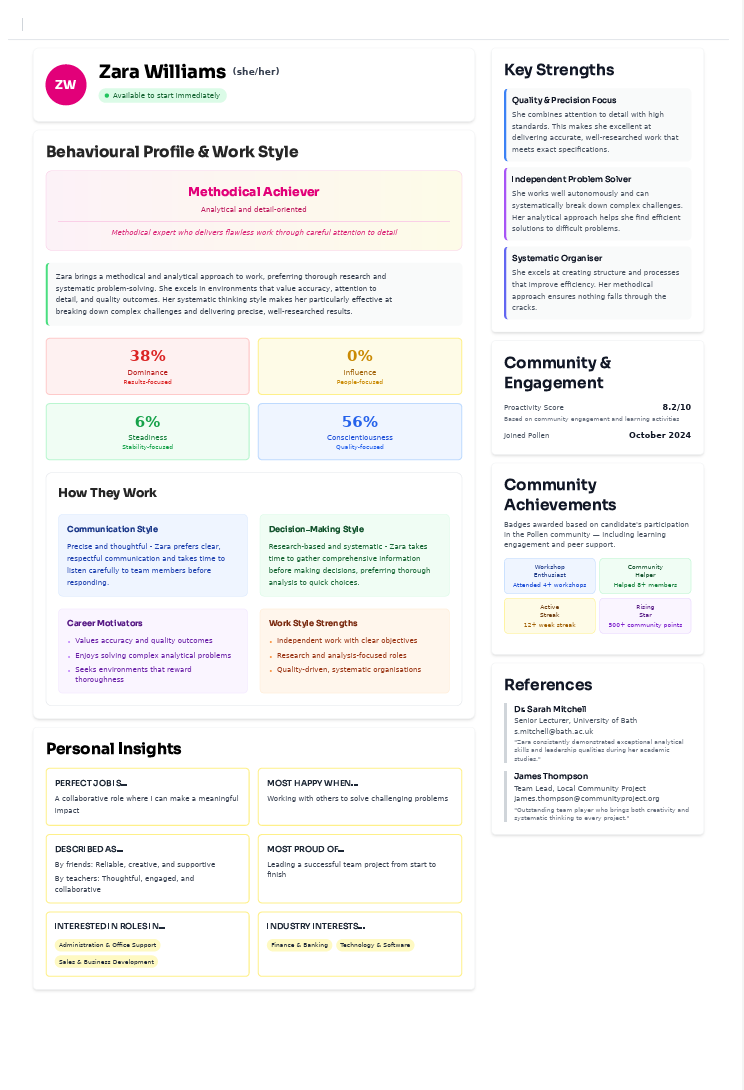 ZW
Zara Williams (she/her)
Available to start immediately
Behavioural Profile & Work Style
Methodical Achiever
Analytical and detail-oriented
Methodical expert who delivers flawless work through careful attention to detail
Zara brings a methodical and analytical approach to work, preferring thorough research and
systematic problem-solving. She excels in environments that value accuracy, attention to
detail, and quality outcomes. Her systematic thinking style makes her particularly effective at
breaking down complex challenges and delivering precise, well-researched results.
38%
Dominance
Results-focused
0%
Influence
People-focused
6%
Steadiness
Stability-focused
56%
Conscientiousness
Quality-focused
How They Work
Communication Style
Precise and thoughtful - Zara prefers clear,
respectful communication and takes time to
listen carefully to team members before
responding.
Decision-Making Style
Research-based and systematic - Zara takes
time to gather comprehensive information
before making decisions, preferring thorough
analysis to quick choices.
Career Motivators
• Values accuracy and quality outcomes
• Enjoys solving complex analytical problems
• Seeks environments that reward
thoroughness
Work Style Strengths
• Independent work with clear objectives
• Research and analysis-focused roles
• Quality-driven, systematic organisations
Personal Insights
PERFECT JOB IS...
A collaborative role where I can make a meaningful
impact
MOST HAPPY WHEN...
Working with others to solve challenging problems
DESCRIBED AS...
By friends: Reliable, creative, and supportive
By teachers: Thoughtful, engaged, and
collaborative
MOST PROUD OF...
Leading a successful team project from start to
finish
INTERESTED IN ROLES IN...
Administration & Office Support
Sales & Business Development
INDUSTRY INTERESTS...
Finance & Banking Technology & Software
Key Strengths
Quality & Precision Focus
She combines attention to detail with high
standards. This makes she excellent at
delivering accurate, well-researched work that
meets exact specifications.
Independent Problem Solver
She works well autonomously and can
systematically break down complex challenges.
Her analytical approach helps she find efficient
solutions to difficult problems.
Systematic Organiser
She excels at creating structure and processes
that improve efficiency. Her methodical
approach ensures nothing falls through the
cracks.
Community &
Engagement
Proactivity Score 8.2/10
Based on community engagement and learning activities
Joined Pollen October 2024
Community
Achievements
Badges awarded based on candidate's participation
in the Pollen community — including learning
engagement and peer support.
Workshop
Enthusiast
Attended 4+ workshops
Community
Helper
Helped 8+ members
Active
Streak
12+ week streak
Rising
Star
500+ community points
References
Dr. Sarah Mitchell
Senior Lecturer, University of Bath
s.mitchell@bath.ac.uk
"Zara consistently demonstrated exceptional analytical
skills and leadership qualities during her academic
studies."
James Thompson
Team Lead, Local Community Project
james.thompson@communityproject.org
"Outstanding team player who brings both creativity and
systematic thinking to every project."